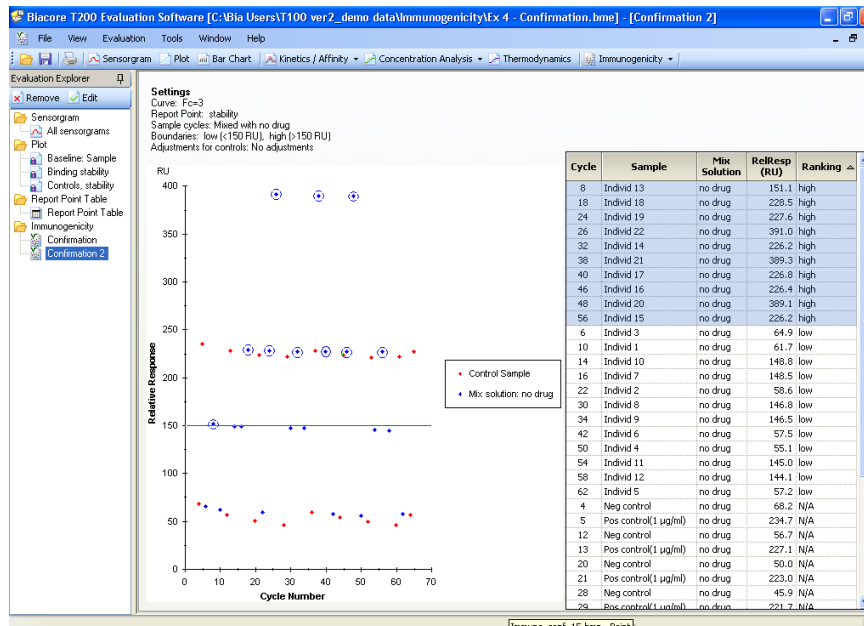 Biacore T200 Evaluation Software [C:\Bia Users\T100 ver2_demo data\Immunogenicity\Ex 4 - Confirmation.bme] - [Confirmation 2]
File View Evaluation Tools Window Help
Sensorgram Plot Bar Chart Kinetics / Affinity Concentration Analysis Thermodynamics Immunogenicity
Evaluation Explorer
Remove Edit
Sensorgram
All sensorgrams
Plot
Baseline: Sample
Binding stability
Controls, stability
Report Point Table
Report Point Table
Immunogenicity
Confirmation
Confirmation 2
Settings
Curve: Fc=3
Report Point: stability
Sample cycles: Mixed with no drug
Boundaries: low (<150 RU), high (>150 RU)
Adjustments for controls: No adjustments
RU
400
350
300
250
200
150
100
50
0
Relative Response
0 10 20 30 40 50 60 70
Cycle Number
Control Sample
Mix solution: no drug
Cycle Sample Mix Solution RelResp (RU) Ranking
8 Individ 13 no drug 151.1 high
18 Individ 18 no drug 228.5 high
24 Individ 19 no drug 227.6 high
26 Individ 22 no drug 391.0 high
32 Individ 14 no drug 226.2 high
38 Individ 21 no drug 389.3 high
40 Individ 17 no drug 226.8 high
46 Individ 16 no drug 226.4 high
48 Individ 20 no drug 389.1 high
56 Individ 15 no drug 226.2 high
6 Individ 3 no drug 64.9 low
10 Individ 1 no drug 61.7 low
14 Individ 10 no drug 148.8 low
16 Individ 7 no drug 148.5 low
22 Individ 2 no drug 58.6 low
30 Individ 8 no drug 146.8 low
34 Individ 9 no drug 146.5 low
42 Individ 6 no drug 57.5 low
50 Individ 4 no drug 55.1 low
54 Individ 11 no drug 145.0 low
58 Individ 12 no drug 144.1 low
62 Individ 5 no drug 57.2 low
4 Neg control no drug 68.2 N/A
5 Pos control(1 µg/ml) no drug 234.7 N/A
12 Neg control no drug 56.7 N/A
13 Pos control(1 µg/ml) no drug 227.1 N/A
20 Neg control no drug 50.0 N/A
21 Pos control(1 µg/ml) no drug 223.0 N/A
28 Neg control no drug 45.9 N/A
29 Pos control(1 µg/ml) no drug 221.7 N/A